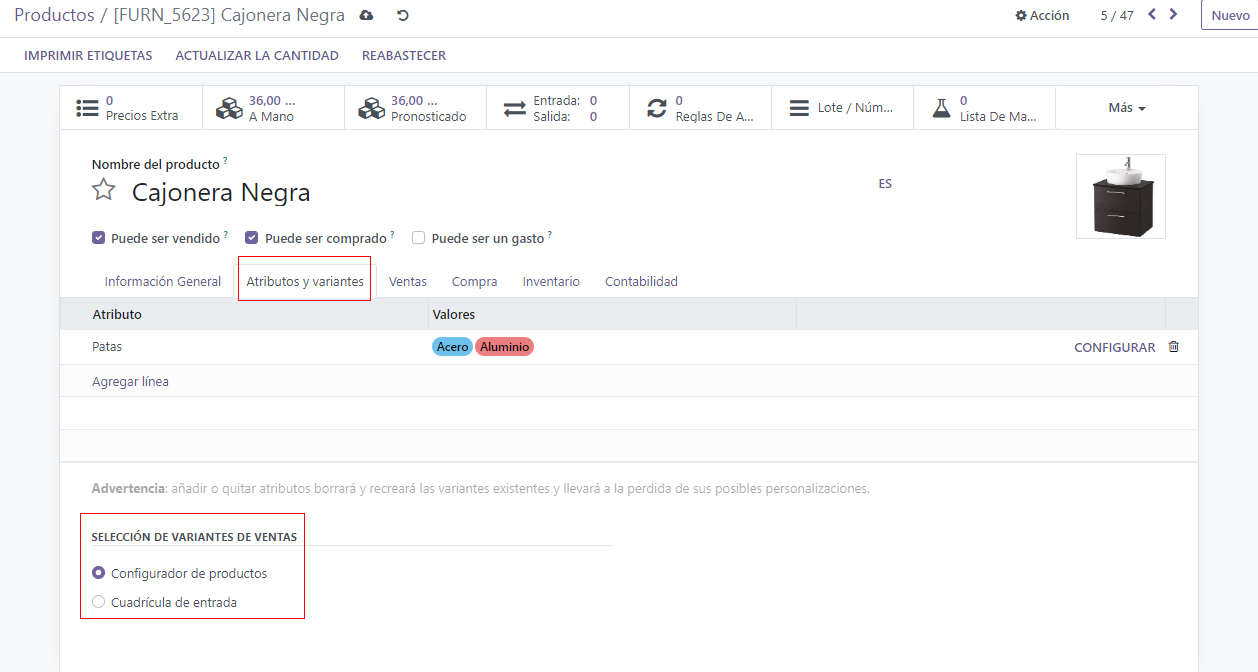 Productos / [FURN_5623] Cajonera Negra
Acción 5 / 47 Nuevo
IMPRIMIR ETIQUETAS ACTUALIZAR LA CANTIDAD REABASTECER
0 Precios Extra
36,00 ... A Mano
36,00 ... Pronosticado
Entrada: 0
Salida: 0
0 Reglas De A...
Lote / Núm...
0 Lista De Ma...
Más
Nombre del producto ?
Cajonera Negra
ES
Puede ser vendido ? Puede ser comprado ? Puede ser un gasto ?
Información General Atributos y variantes Ventas Compra Inventario Contabilidad
Atributo Valores
Patas Acero Aluminio CONFIGURAR
Agregar línea
Advertencia: añadir o quitar atributos borrará y recreará las variantes existentes y llevará a la perdida de sus posibles personalizaciones.
SELECCIÓN DE VARIANTES DE VENTAS
Configurador de productos
Cuadrícula de entrada